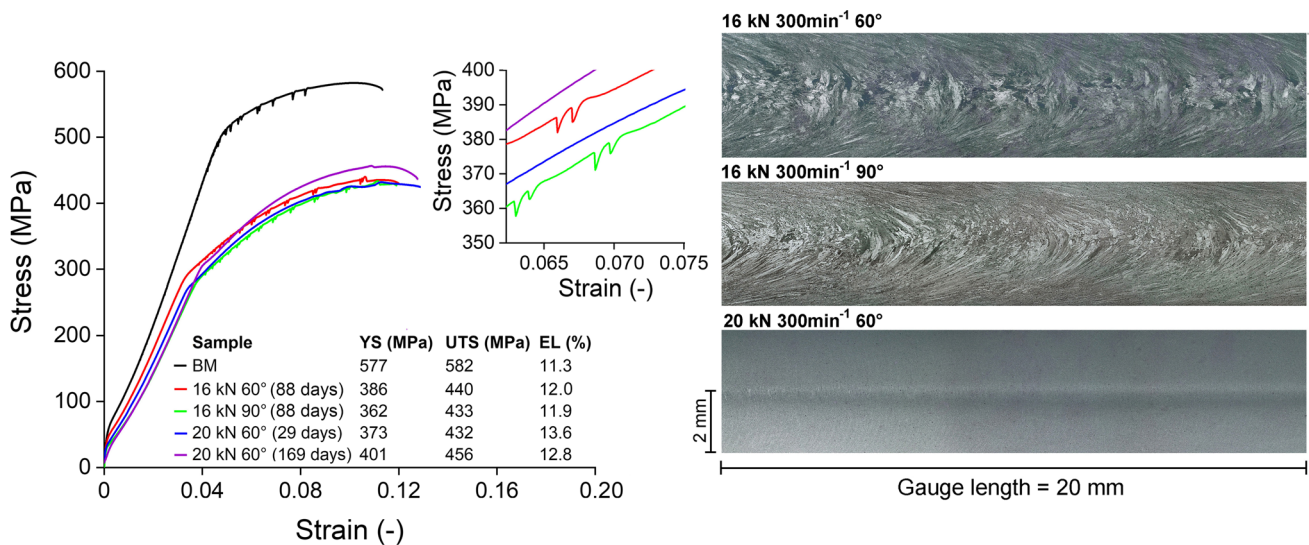 600
500
400
300
200
100
0
Stress (MPa)
0
0.04
0.08
0.12
0.16
0.20
Strain (-)
Sample YS (MPa) UTS (MPa) EL (%)
BM 577 582 11.3
16 kN 60° (88 days) 386 440 12.0
16 kN 90° (88 days) 362 433 11.9
20 kN 60° (29 days) 373 432 13.6
20 kN 60° (169 days) 401 456 12.8
400
390
380
370
360
350
Stress (MPa)
0.065
0.070
0.075
Strain (-)
16 kN 300min⁻¹ 60°
16 kN 300min⁻¹ 90°
20 kN 300min⁻¹ 60°
2 mm
Gauge length = 20 mm